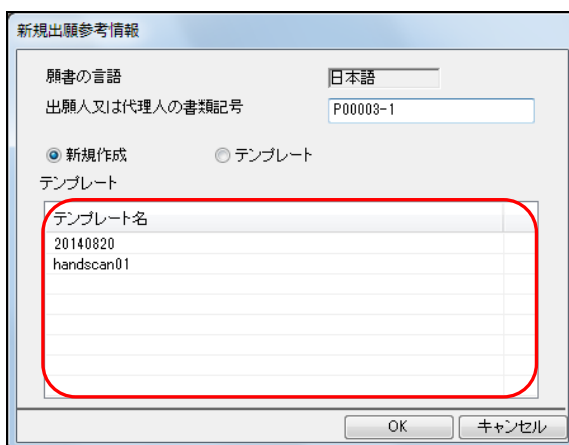 新規出願参考情報
願書の言語 日本語
出願人又は代理人の書類記号 P00003-1
新規作成 テンプレート
テンプレート
テンプレート名
20140820
handscan01
OK キャンセル